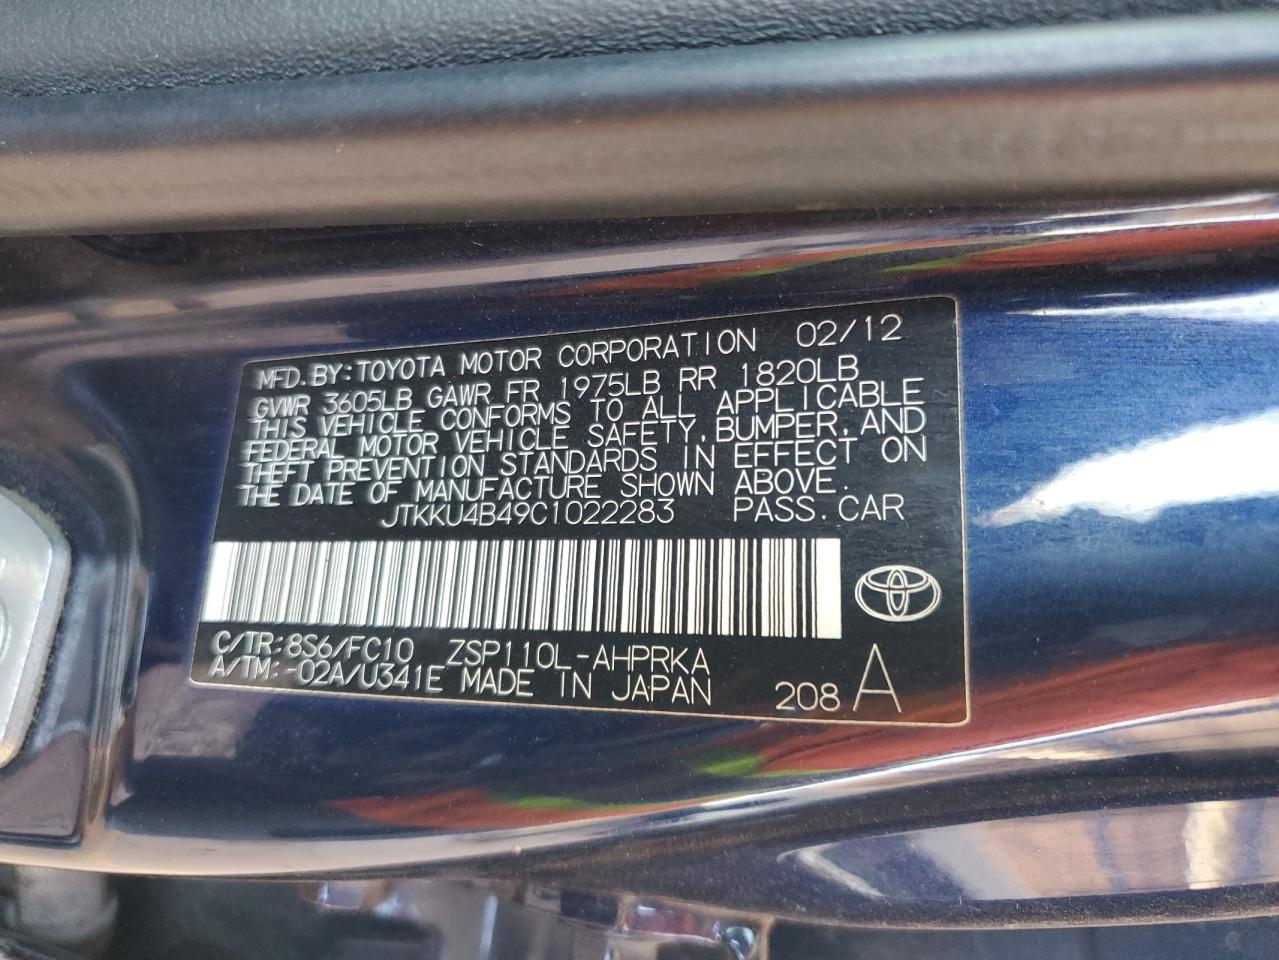 MFD.BY:TOYOTA MOTOR CORPORATION 02/12
GVWR 3605LB GAWR FR 1975LB RR 1820LB
THIS VEHICLE CONFORMS TO ALL APPLICABLE
FEDERAL MOTOR VEHICLE SAFETY,BUMPER,AND
THEFT PREVENTION STANDARDS IN EFFECT ON
THE DATE OF MANUFACTURE SHOWN ABOVE.
JTKKU4B49C1022283 PASS.CAR
C/TR:8S6/FC10 ZSP110L-AHPRKA
A/TM:-02A/U341E MADE IN JAPAN 208 A